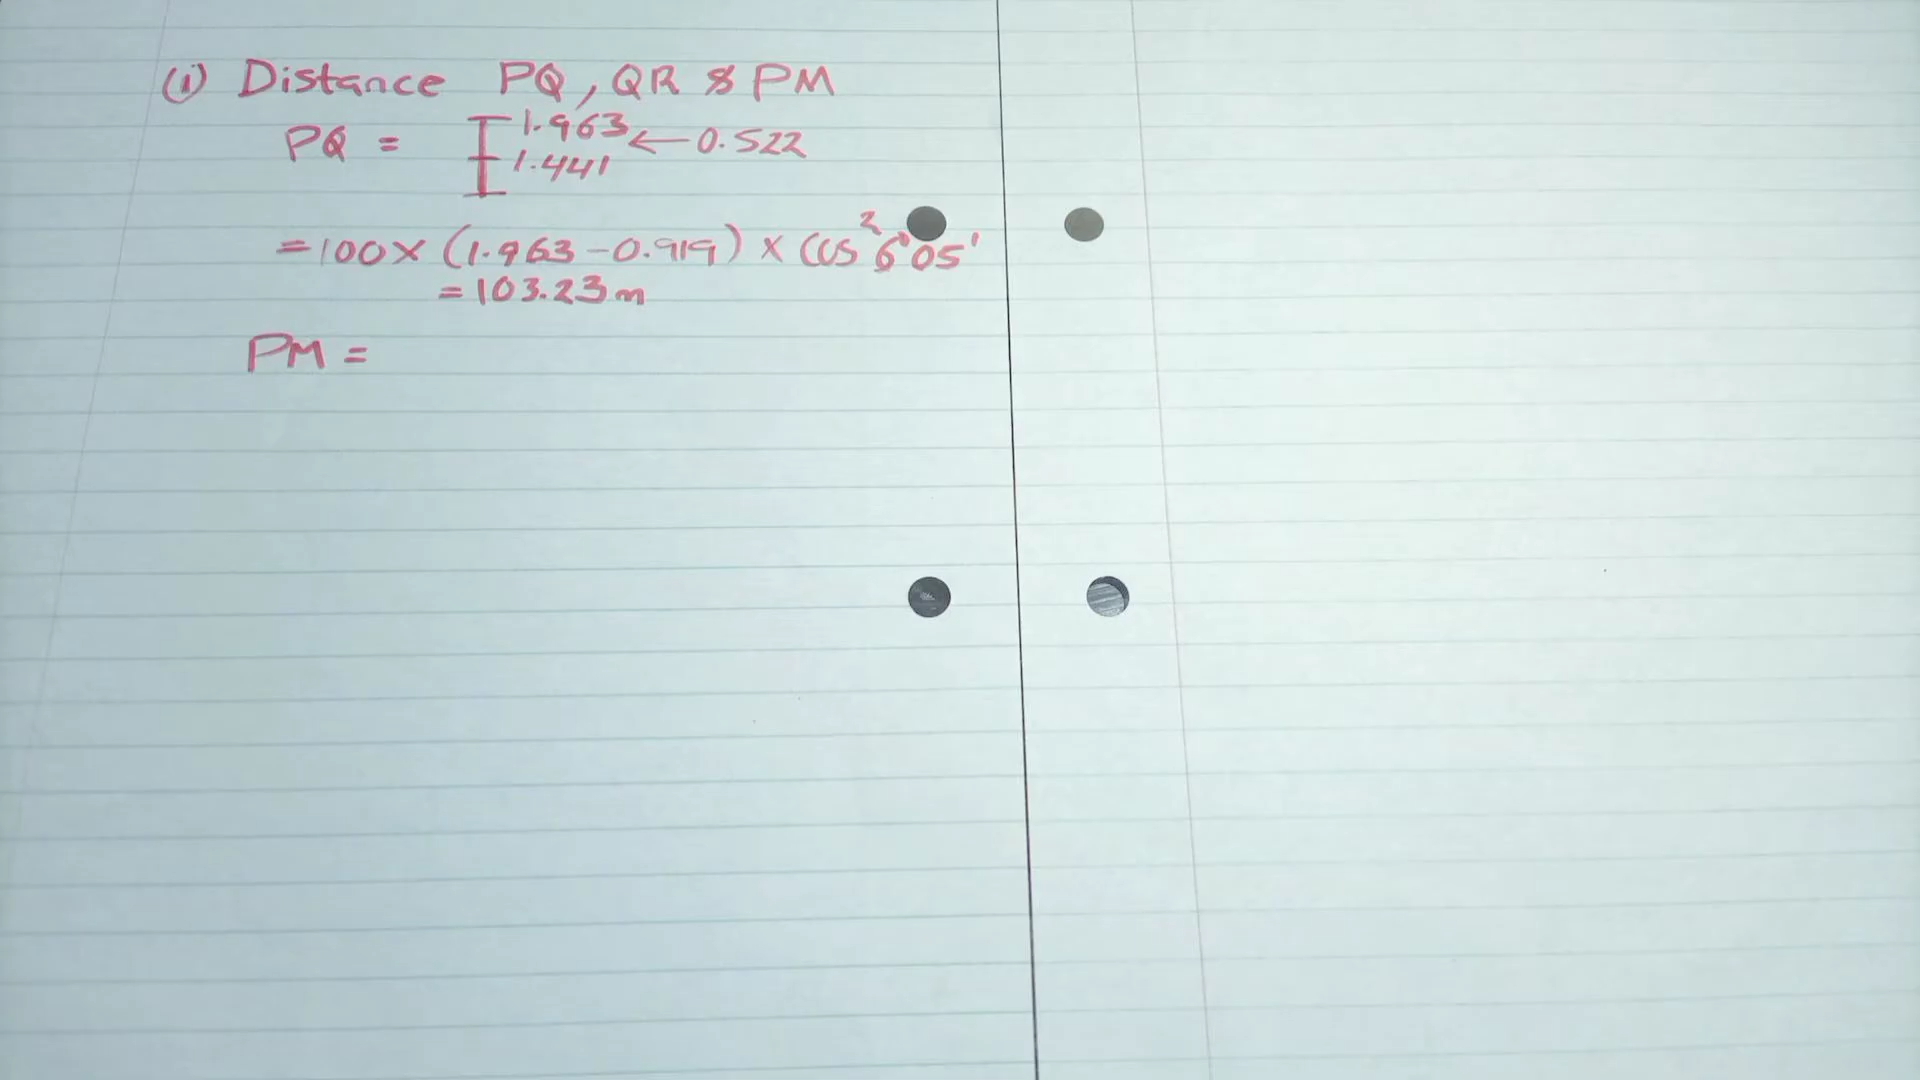 (i) Distance PQ, QR & PM
PQ = 1.963 ← 0.522
1.441
= 100 × (1.963 - 0.919) × Cos² 6°05'
= 103.23m
PM =